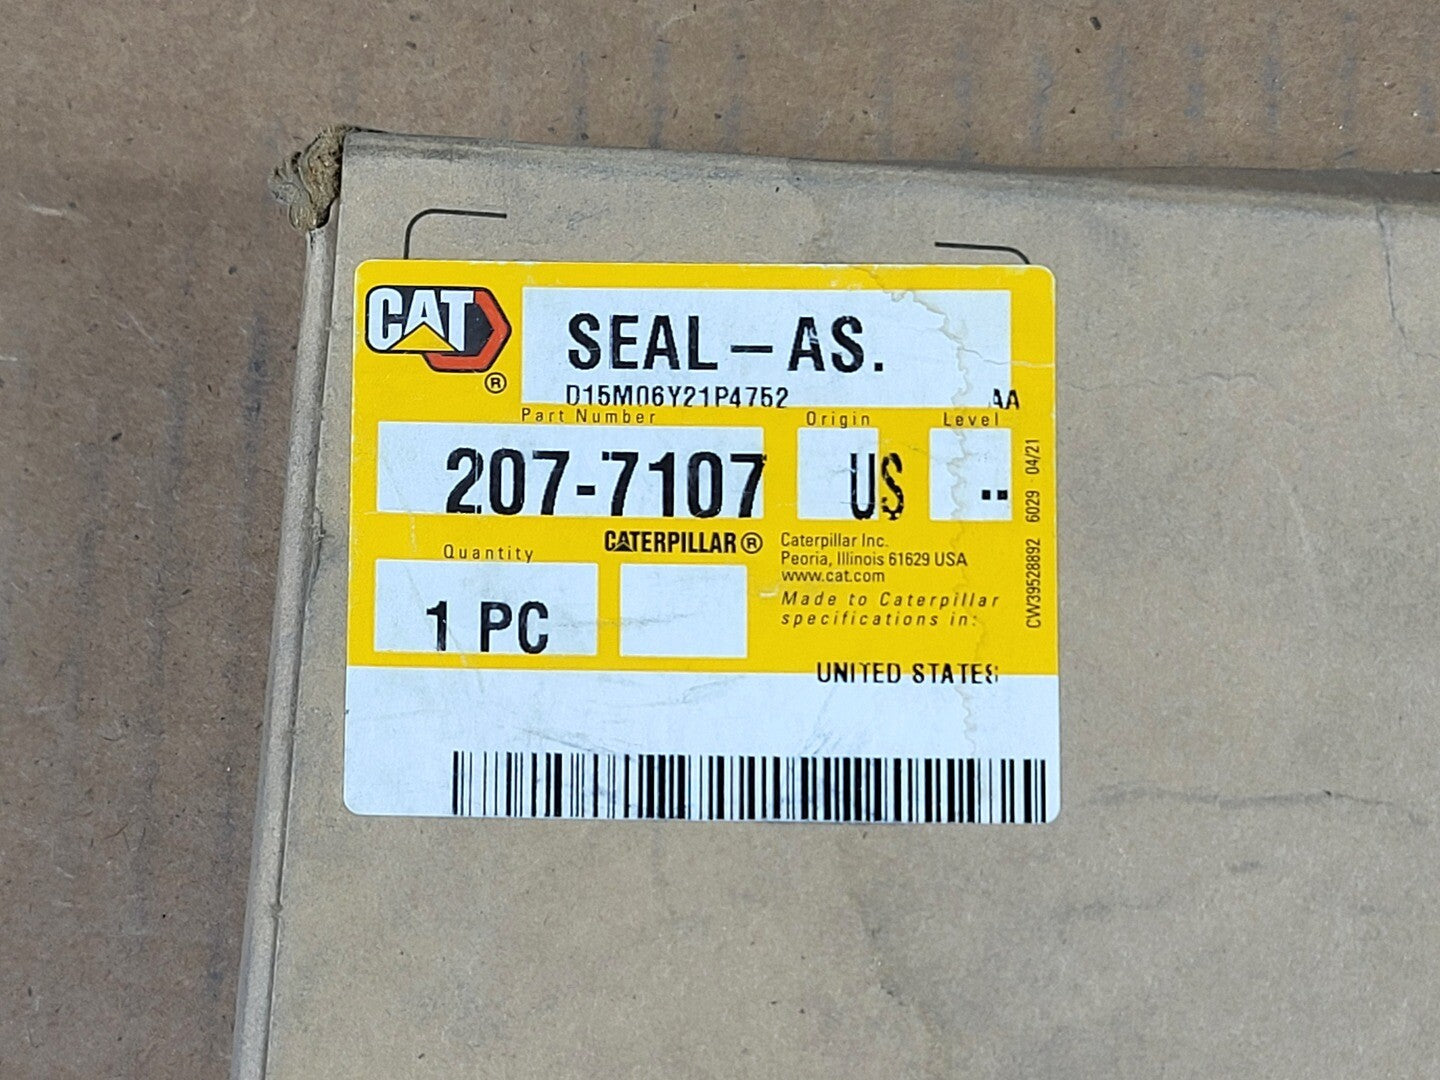 CAT
®
SEAL-AS.
D15M06Y21P4752 AA
Part Number Origin Level
207-7107 US --
Quantity
CATERPILLAR®
1 PC
Caterpillar Inc.
Peoria, Illinois 61629 USA
www.cat.com
Made to Caterpillar
specifications in:
UNITED STATES
CW39528892 6029 04/21